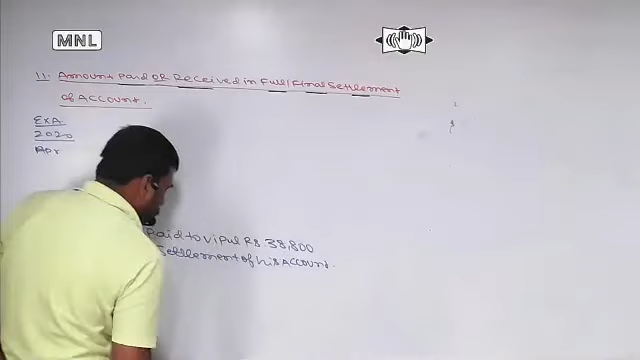 MNL
11. Amount Paid OR Received in Full/Final Settlement
of Account.
EXA.
2020
Apr
Paid to Vipul Rs 38,800
Settlement of his Account.